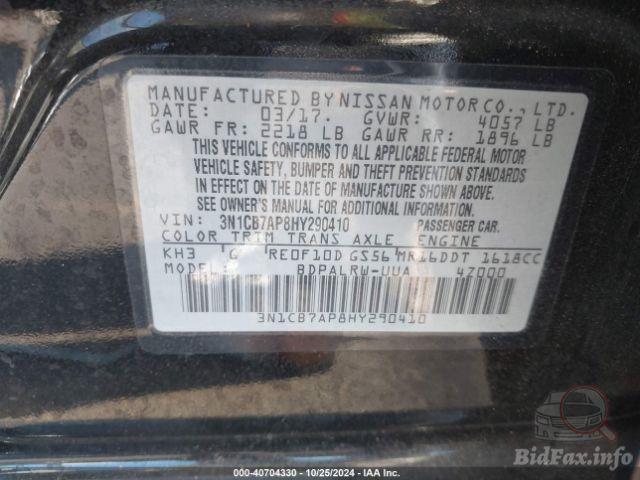 MANUFACTURED BY NISSAN MOTOR CO., LTD.
DATE: 03/17. GVWR: 4057 LB
GAWR FR: 2218 LB GAWR RR: 1896 LB
THIS VEHICLE CONFORMS TO ALL APPLICABLE FEDERAL MOTOR
VEHICLE SAFETY, BUMPER, AND THEFT PREVENTION STANDARDS
IN EFFECT ON THE DATE OF MANUFACTURE SHOWN ABOVE.
SEE OWNER'S MANUAL FOR ADDITIONAL INFORMATION.
VIN: 3N1CB7AP8HY290410 PASSENGER CAR.
COLOR TRIM TRANS AXLE ENGINE
KH3 G RE0F10D GS56 MR16DDT 1618CC
MODEL: BDPALRW-UUA 4Z000
3N1CB7AP8HY290410
BidFax.info
000-40704330 - 10/25/2024 - IAA Inc.